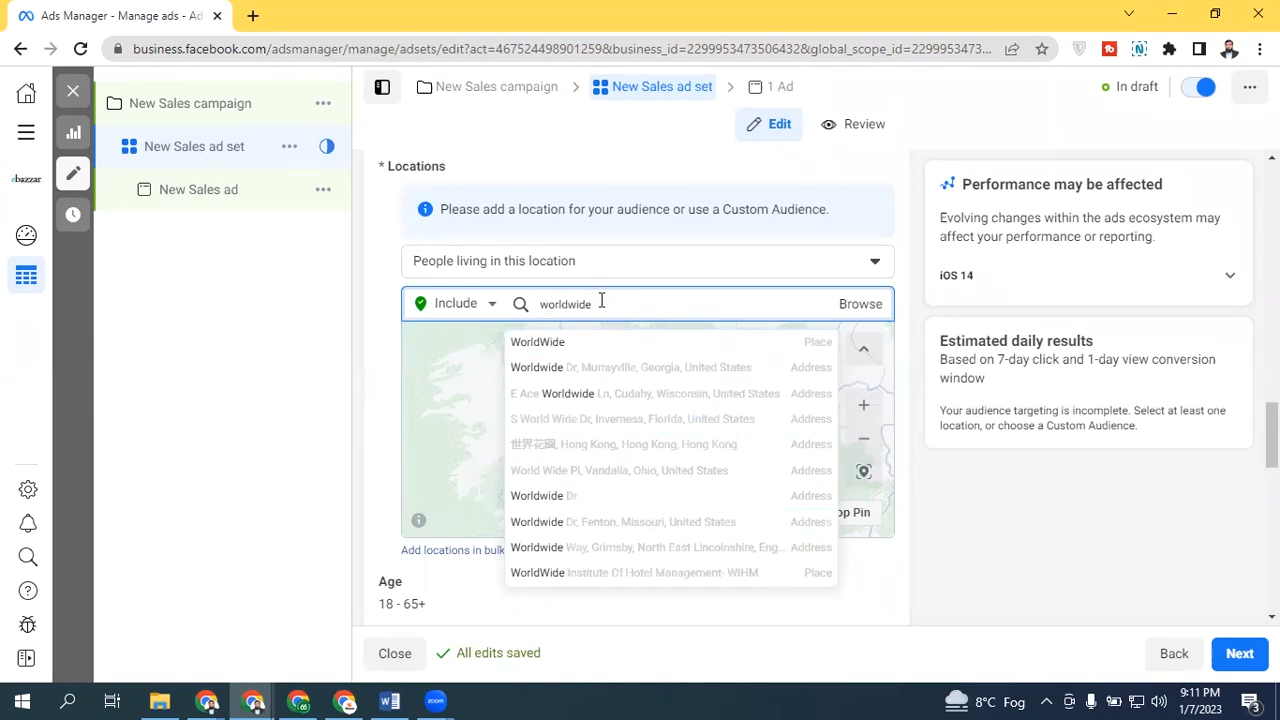 Ads Manager - Manage ads - Ad
business.facebook.com/adsmanager/manage/adsets/edit?act=467524498901259&business_id=2299953473506432&global_scope_id=2299953473...
New Sales campaign
New Sales ad set
1 Ad
In draft
New Sales campaign
New Sales ad set
New Sales ad
ebazzar
Edit
Review
* Locations
Please add a location for your audience or use a Custom Audience.
People living in this location
Include
worldwide
Browse
WorldWide Place
Worldwide Dr, Murrayville, Georgia, United States Address
E Ace Worldwide Ln, Cudahy, Wisconsin, United States Address
S World Wide Dr, Inverness, Florida, United States Address
世界花園, Hong Kong, Hong Kong, Hong Kong Address
World Wide Pl, Vandalia, Ohio, United States Address
Worldwide Dr Address
Worldwide Dr, Fenton, Missouri, United States Address
Worldwide Way, Grimsby, North East Lincolnshire, Eng... Address
WorldWide Institute Of Hotel Management- WIHM Place
op Pin
Add locations in bulk
Age
18 - 65+
Performance may be affected
Evolving changes within the ads ecosystem may
affect your performance or reporting.
iOS 14
Estimated daily results
Based on 7-day click and 1-day view conversion
window
Your audience targeting is incomplete. Select at least one
location, or choose a Custom Audience.
Close
All edits saved
Back
Next
zoom
8°C Fog
9:11 PM
1/7/2023
3